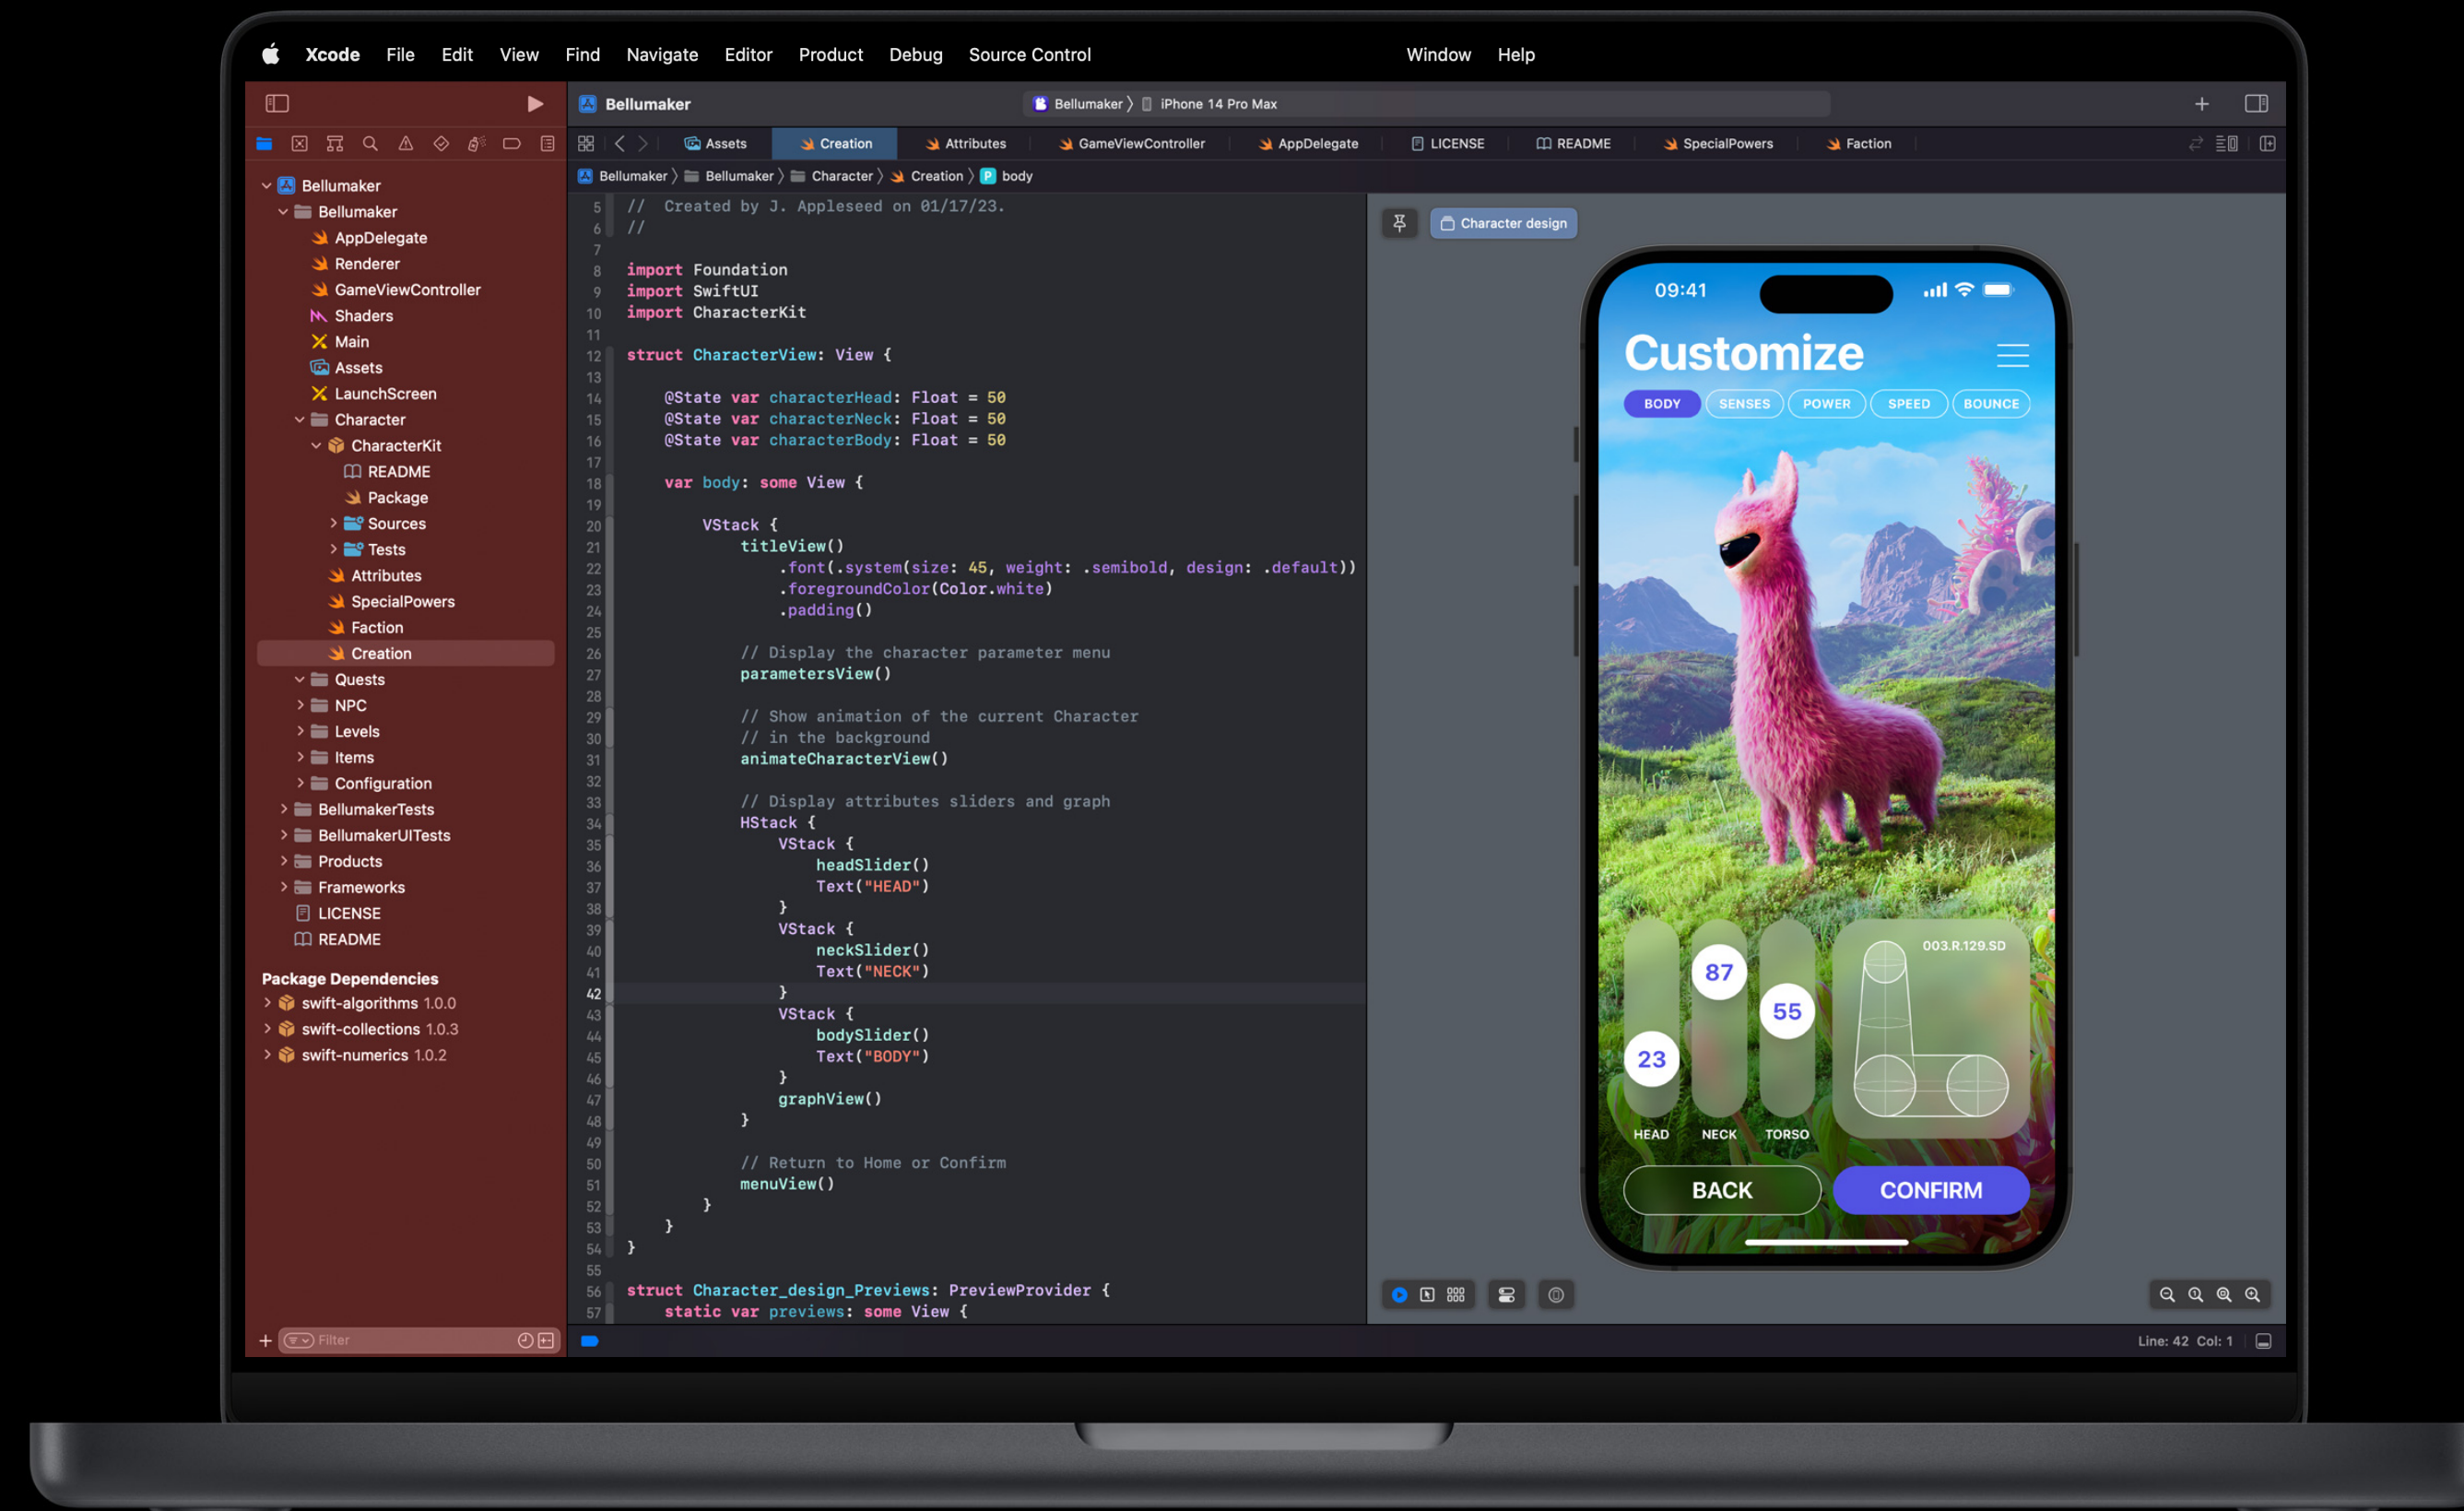 Xcode File Edit View Find Navigate Editor Product Debug Source Control Window Help
Bellumaker
Bellumaker
AppDelegate
Renderer
GameViewController
Shaders
Main
Assets
LaunchScreen
Character
CharacterKit
README
Package
Sources
Tests
Attributes
SpecialPowers
Faction
Creation
Quests
NPC
Levels
Items
Configuration
BellumakerTests
BellumakerUITests
Products
Frameworks
LICENSE
README
Package Dependencies
swift-algorithms 1.0.0
swift-collections 1.0.3
swift-numerics 1.0.2
Filter
Bellumaker
Bellumaker 〉 iPhone 14 Pro Max
Assets Creation Attributes GameViewController AppDelegate LICENSE README SpecialPowers Faction
Bellumaker 〉 Bellumaker 〉 Character 〉 Creation 〉 P body
5 //  Created by J. Appleseed on 01/17/23.
6 //
7
8 import Foundation
9 import SwiftUI
10 import CharacterKit
11
12 struct CharacterView: View {
13
14     @State var characterHead: Float = 50
15     @State var characterNeck: Float = 50
16     @State var characterBody: Float = 50
17
18     var body: some View {
19
20         VStack {
21             titleView()
22                 .font(.system(size: 45, weight: .semibold, design: .default))
23                 .foregroundColor(Color.white)
24                 .padding()
25
26             // Display the character parameter menu
27             parametersView()
28
29             // Show animation of the current Character
30             // in the background
31             animateCharacterView()
32
33             // Display attributes sliders and graph
34             HStack {
35                 VStack {
36                     headSlider()
37                     Text("HEAD")
38                 }
39                 VStack {
40                     neckSlider()
41                     Text("NECK")
42                 }
43                 VStack {
44                     bodySlider()
45                     Text("BODY")
46                 }
47                 graphView()
48             }
49
50             // Return to Home or Confirm
51             menuView()
52         }
53     }
54 }
55
56 struct Character_design_Previews: PreviewProvider {
57     static var previews: some View {
Character design
09:41
Customize
BODY SENSES POWER SPEED BOUNCE
003.R.129.SD
87
55
23
HEAD NECK TORSO
BACK CONFIRM
Line: 42 Col: 1